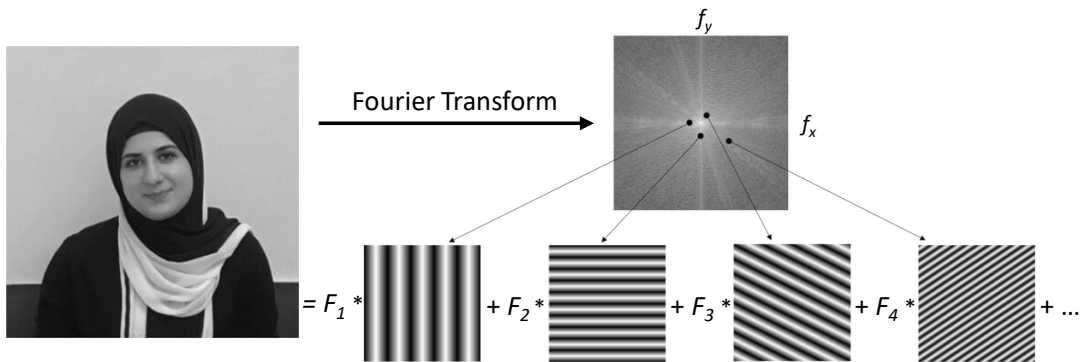 f_y
Fourier Transform
f_x
= F_1 * + F_2 * + F_3 * + F_4 * + ...